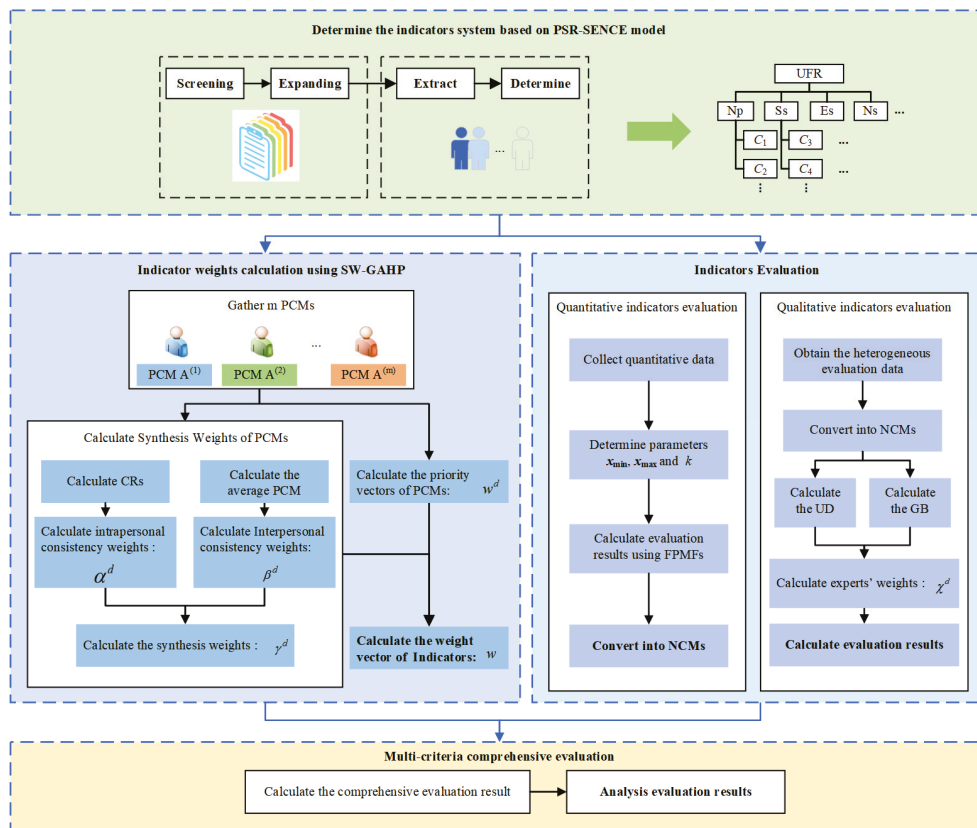 Determine the indicators system based on PSR-SENCE model
Screening
Expanding
Extract
Determine
...
UFR
Np
Ss
Es
Ns
...
C1
C3
...
C2
C4
...
⋮
⋮
Indicator weights calculation using SW-GAHP
Gather m PCMs
...
PCM A(1)
PCM A(2)
PCM A(m)
Calculate Synthesis Weights of PCMs
Calculate CRs
Calculate the
average PCM
Calculate intrapersonal
consistency weights :
α^d
Calculate Interpersonal
consistency weights:
β^d
Calculate the synthesis weights : γ^d
Calculate the priority
vectors of PCMs: w^d
Calculate the weight
vector of Indicators: w
Indicators Evaluation
Quantitative indicators evaluation
Collect quantitative data
Determine parameters
xmin, xmax and k
Calculate evaluation
results using FPMFs
Convert into NCMs
Qualitative indicators evaluation
Obtain the heterogeneous
evaluation data
Convert into NCMs
Calculate
the UD
Calculate
the GB
Calculate experts' weights : χ^d
Calculate evaluation results
Multi-criteria comprehensive evaluation
Calculate the comprehensive evaluation result
Analysis evaluation results